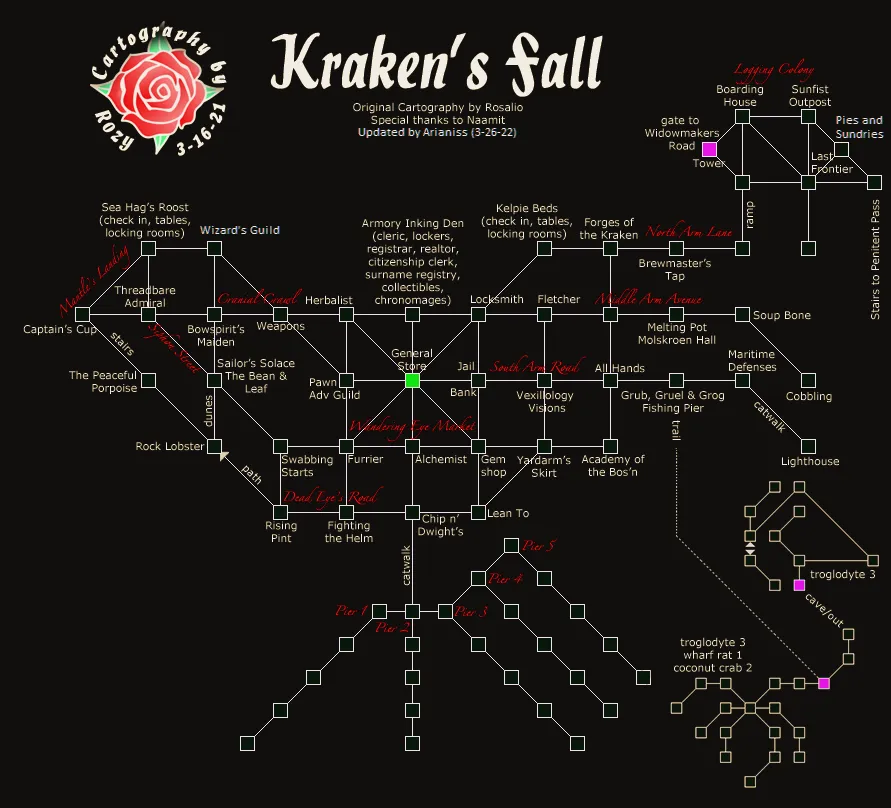 Cartography by
Rozy
3-16-21
Kraken's Fall
Original Cartography by Rosalio
Special thanks to Naamit
Updated by Arianiss (3-26-22)
Logging Colony
Boarding
House
Sunfist
Outpost
gate to
Widowmakers
Road
Tower
Pies and
Sundries
Last
Frontier
ramp
Stairs to Penitent Pass
Sea Hag's Roost
(check in, tables,
locking rooms)
Wizard's Guild
Armory Inking Den
(cleric, lockers,
registrar, realtor,
citizenship clerk,
surname registry,
collectibles,
chronomages)
Kelpie Beds
(check in, tables,
locking rooms)
Forges of
the Kraken
North Arm Lane
Brewmaster's
Tap
Mantle's Landing
Threadbare
Admiral
Cranial Crawl
Herbalist
Locksmith
Fletcher
Middle Arm Avenue
Captain's Cup
Bowspirit's
Maiden
Weapons
Melting Pot
Molskroen Hall
Soup Bone
stairs
Siphon Street
The Peaceful
Porpoise
Sailor's Solace
The Bean &
Leaf
Pawn
Adv Guild
General
Store
Jail
Bank
South Arm Road
Vexillology
Visions
All Hands
Grub, Gruel & Grog
Fishing Pier
Maritime
Defenses
Cobbling
catwalk
dunes
Wandering Eye Market
trail
Rock Lobster
path
Swabbing
Starts
Furrier
Alchemist
Gem
shop
Yardarm's
Skirt
Academy of
the Bos'n
Lighthouse
Dead Eye's Road
Rising
Pint
Fighting
the Helm
Chip n'
Dwight's
Lean To
catwalk
Pier 5
Pier 4
Pier 1
Pier 2
Pier 3
troglodyte 3
cave/out
troglodyte 3
wharf rat 1
coconut crab 2